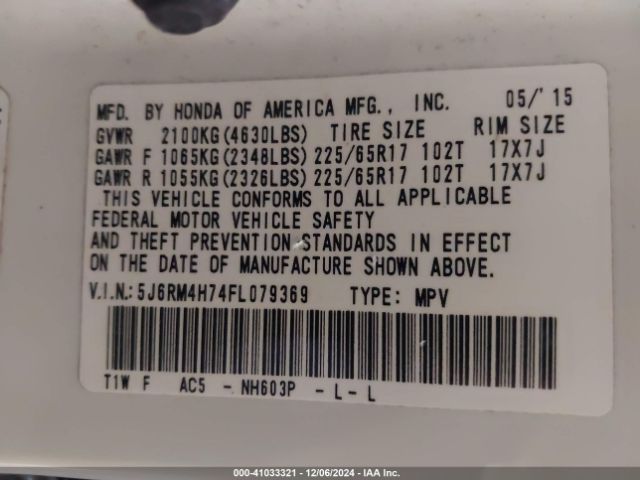 MFD. BY HONDA OF AMERICA MFG., INC. 05/'15
GVWR 2100KG(4630LBS) TIRE SIZE RIM SIZE
GAWR F 1065KG(2348LBS) 225/65R17 102T 17X7J
GAWR R 1055KG(2326LBS) 225/65R17 102T 17X7J
THIS VEHICLE CONFORMS TO ALL APPLICABLE
FEDERAL MOTOR VEHICLE SAFETY
AND THEFT PREVENTION STANDARDS IN EFFECT
ON THE DATE OF MANUFACTURE SHOWN ABOVE.
V.I.N.: 5J6RM4H74FL079369 TYPE: MPV
T1W F AC5 - NH603P - L - L
000-41033321 - 12/06/2024 - IAA Inc.